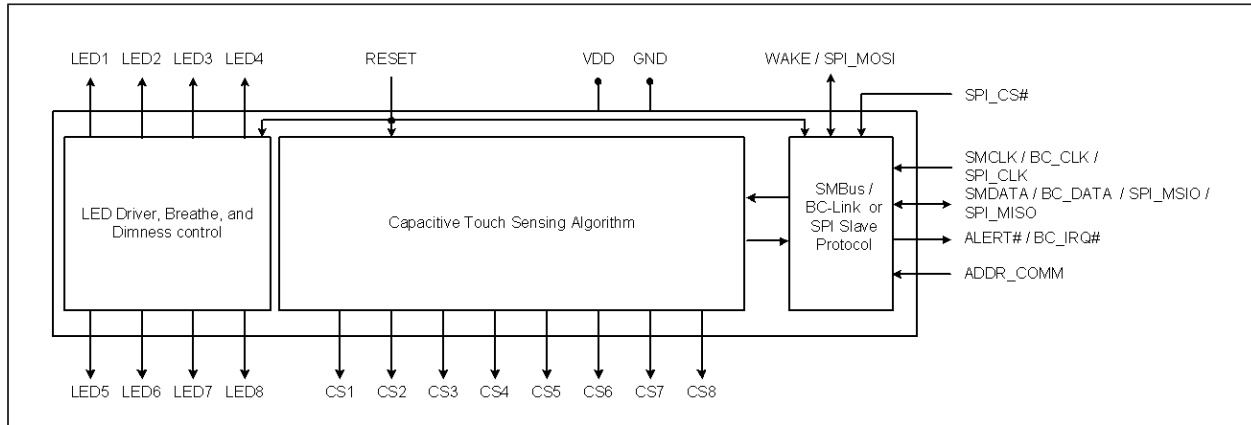 LED1 LED2 LED3 LED4 RESET VDD GND WAKE / SPI_MOSI
SPI_CS#
LED Driver, Breathe, and
Dimness control
Capacitive Touch Sensing Algorithm
SMBus /
BC-Link or
SPI Slave
Protocol
SMCLK / BC_CLK /
SPI_CLK
SMDATA / BC_DATA / SPI_MSIO /
SPI_MISO
ALERT# / BC_IRQ#
ADDR_COMM
LED5 LED6 LED7 LED8 CS1 CS2 CS3 CS4 CS5 CS6 CS7 CS8